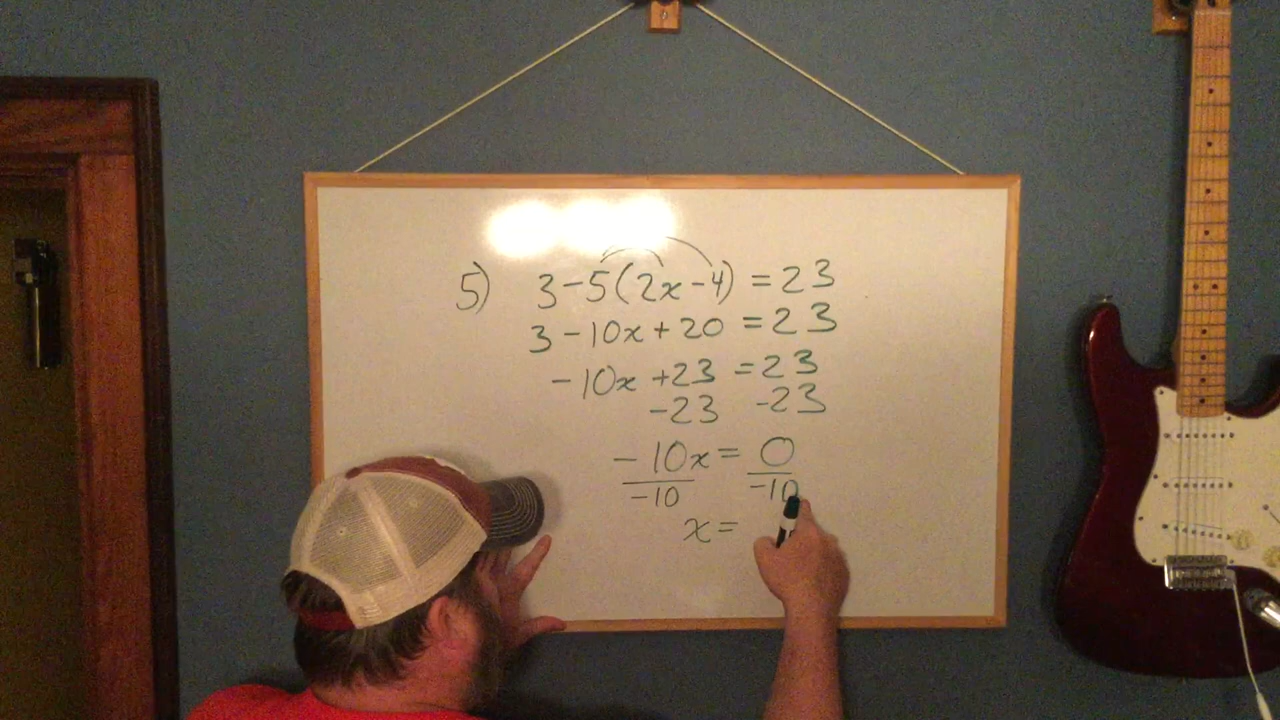 5) 3-5(2x-4) = 23
3-10x+20 = 23
-10x +23 = 23
-23 -23
-10x = 0
-10 -10
x =